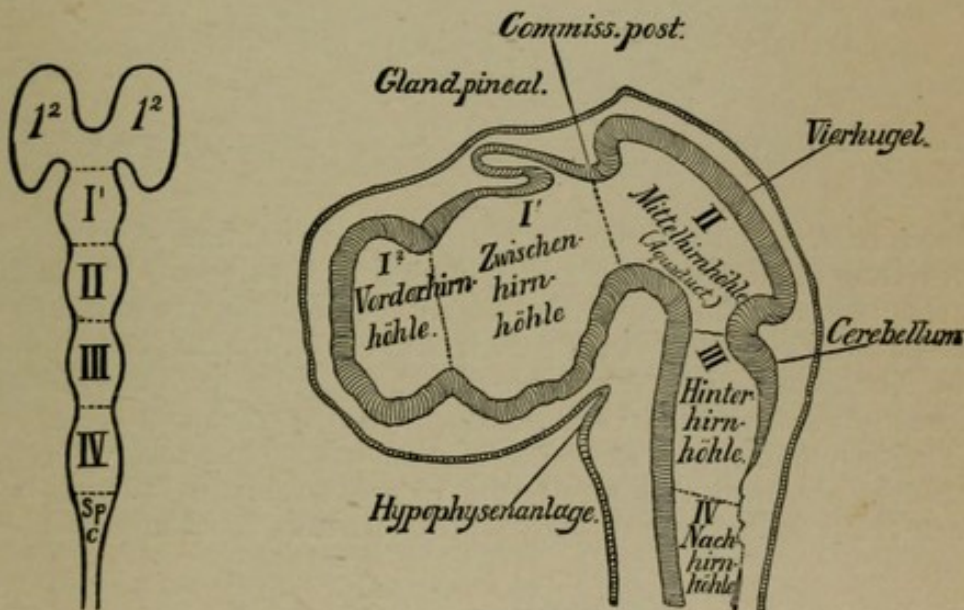 Commiss. post.
Gland. pineal.
Vierhugel.
1² 1²
I¹
II
III
IV
Sp
c
I²
Vorderhirn-
höhle.
I'
Zwischen-
hirn-
höhle
II
Mittelhirnhöhle
(Aquaduct.)
Cerebellum
III
Hinter
hirn-
höhle.
Hypophysenanlage.
IV
Nach
hirn-
höhle